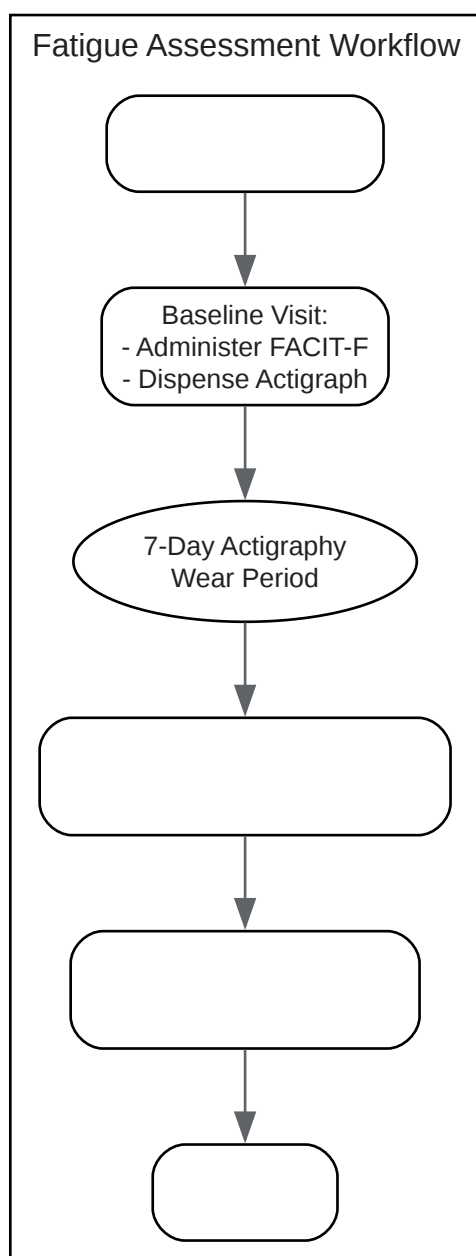 Fatigue Assessment Workflow
Baseline Visit:
- Administer FACIT-F
- Dispense Actigraph
7-Day Actigraphy
Wear Period